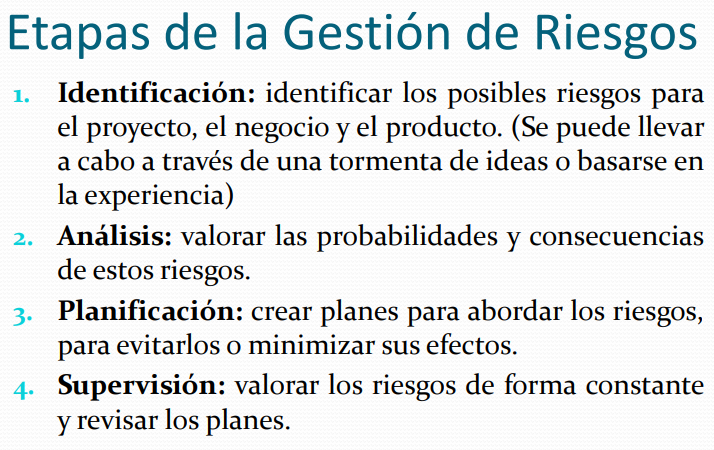 Etapas de la Gestión de Riesgos
1. Identificación: identificar los posibles riesgos para
el proyecto, el negocio y el producto. (Se puede llevar
a cabo a través de una tormenta de ideas o basarse en
la experiencia)
2. Análisis: valorar las probabilidades y consecuencias
de estos riesgos.
3. Planificación: crear planes para abordar los riesgos,
para evitarlos o minimizar sus efectos.
4. Supervisión: valorar los riesgos de forma constante
y revisar los planes.